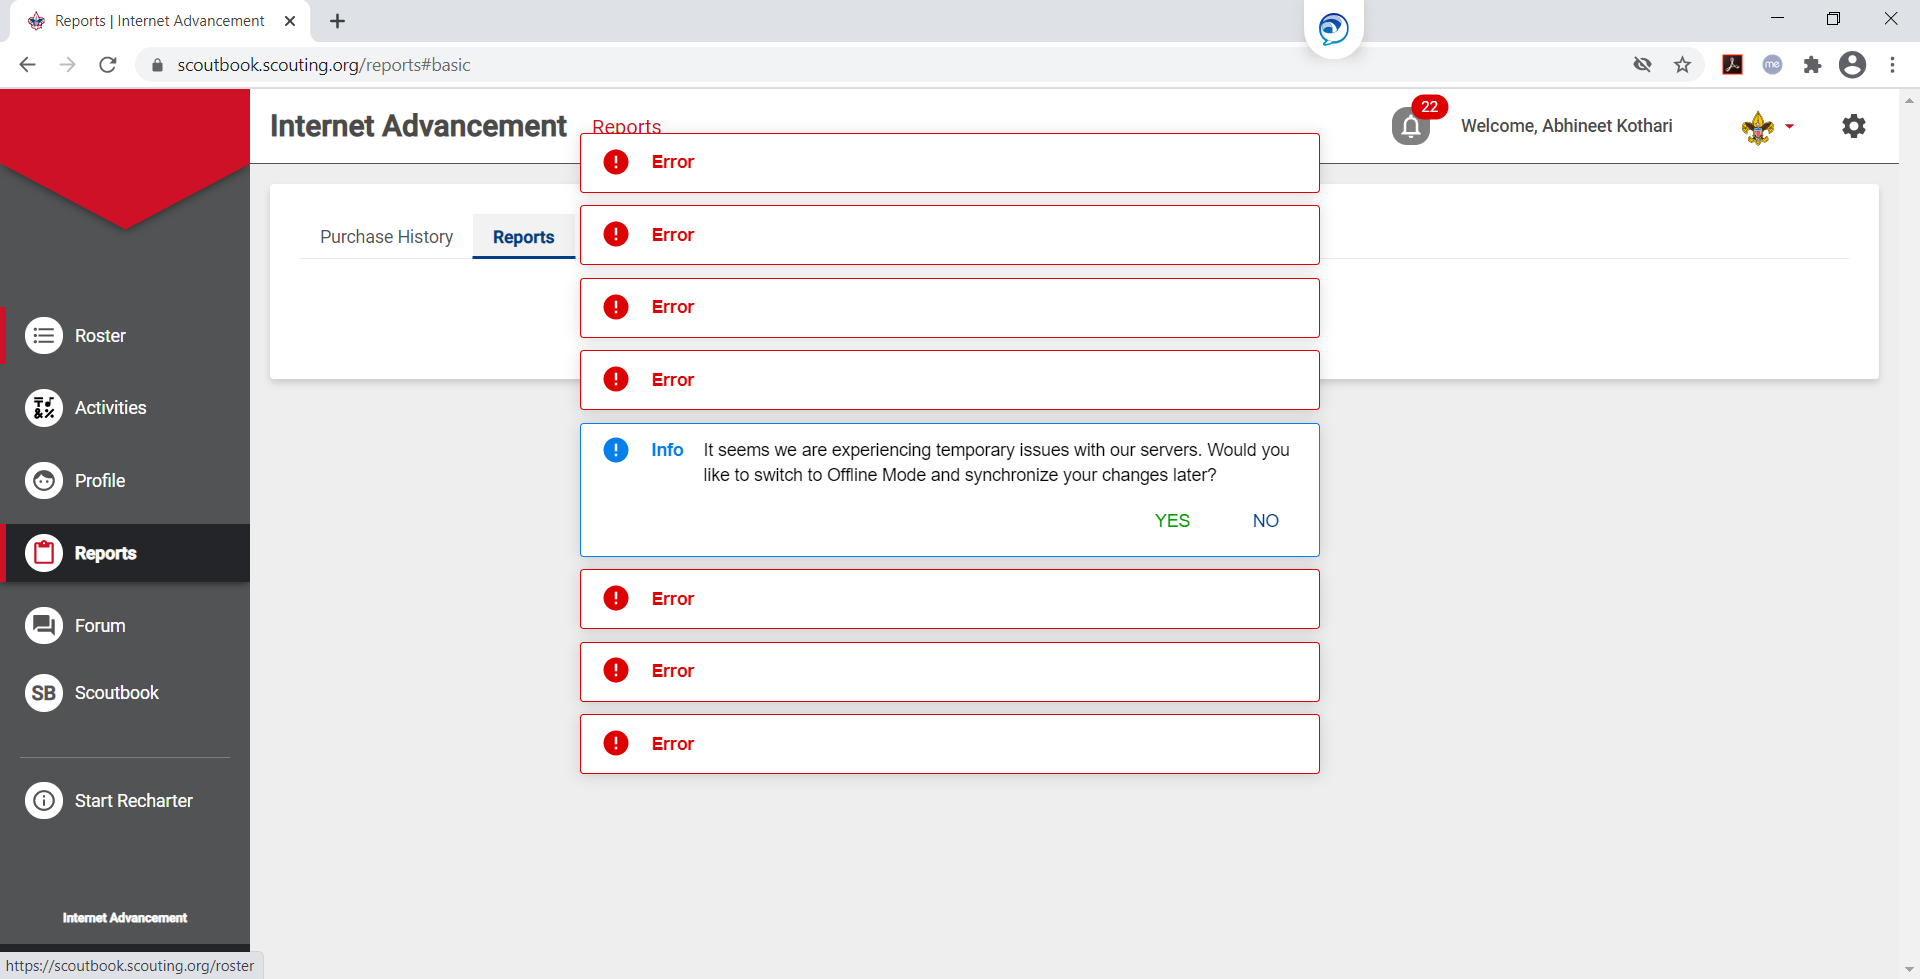 Reports | Internet Advancement
scoutbook.scouting.org/reports#basic
me
Internet Advancement
Reports
22
Welcome, Abhineet Kothari
Purchase History
Reports
Roster
Activities
Profile
Reports
Forum
SB Scoutbook
Start Recharter
Internet Advancement
Error
Error
Error
Error
Info It seems we are experiencing temporary issues with our servers. Would you
like to switch to Offline Mode and synchronize your changes later?
YES NO
Error
Error
Error
https://scoutbook.scouting.org/roster